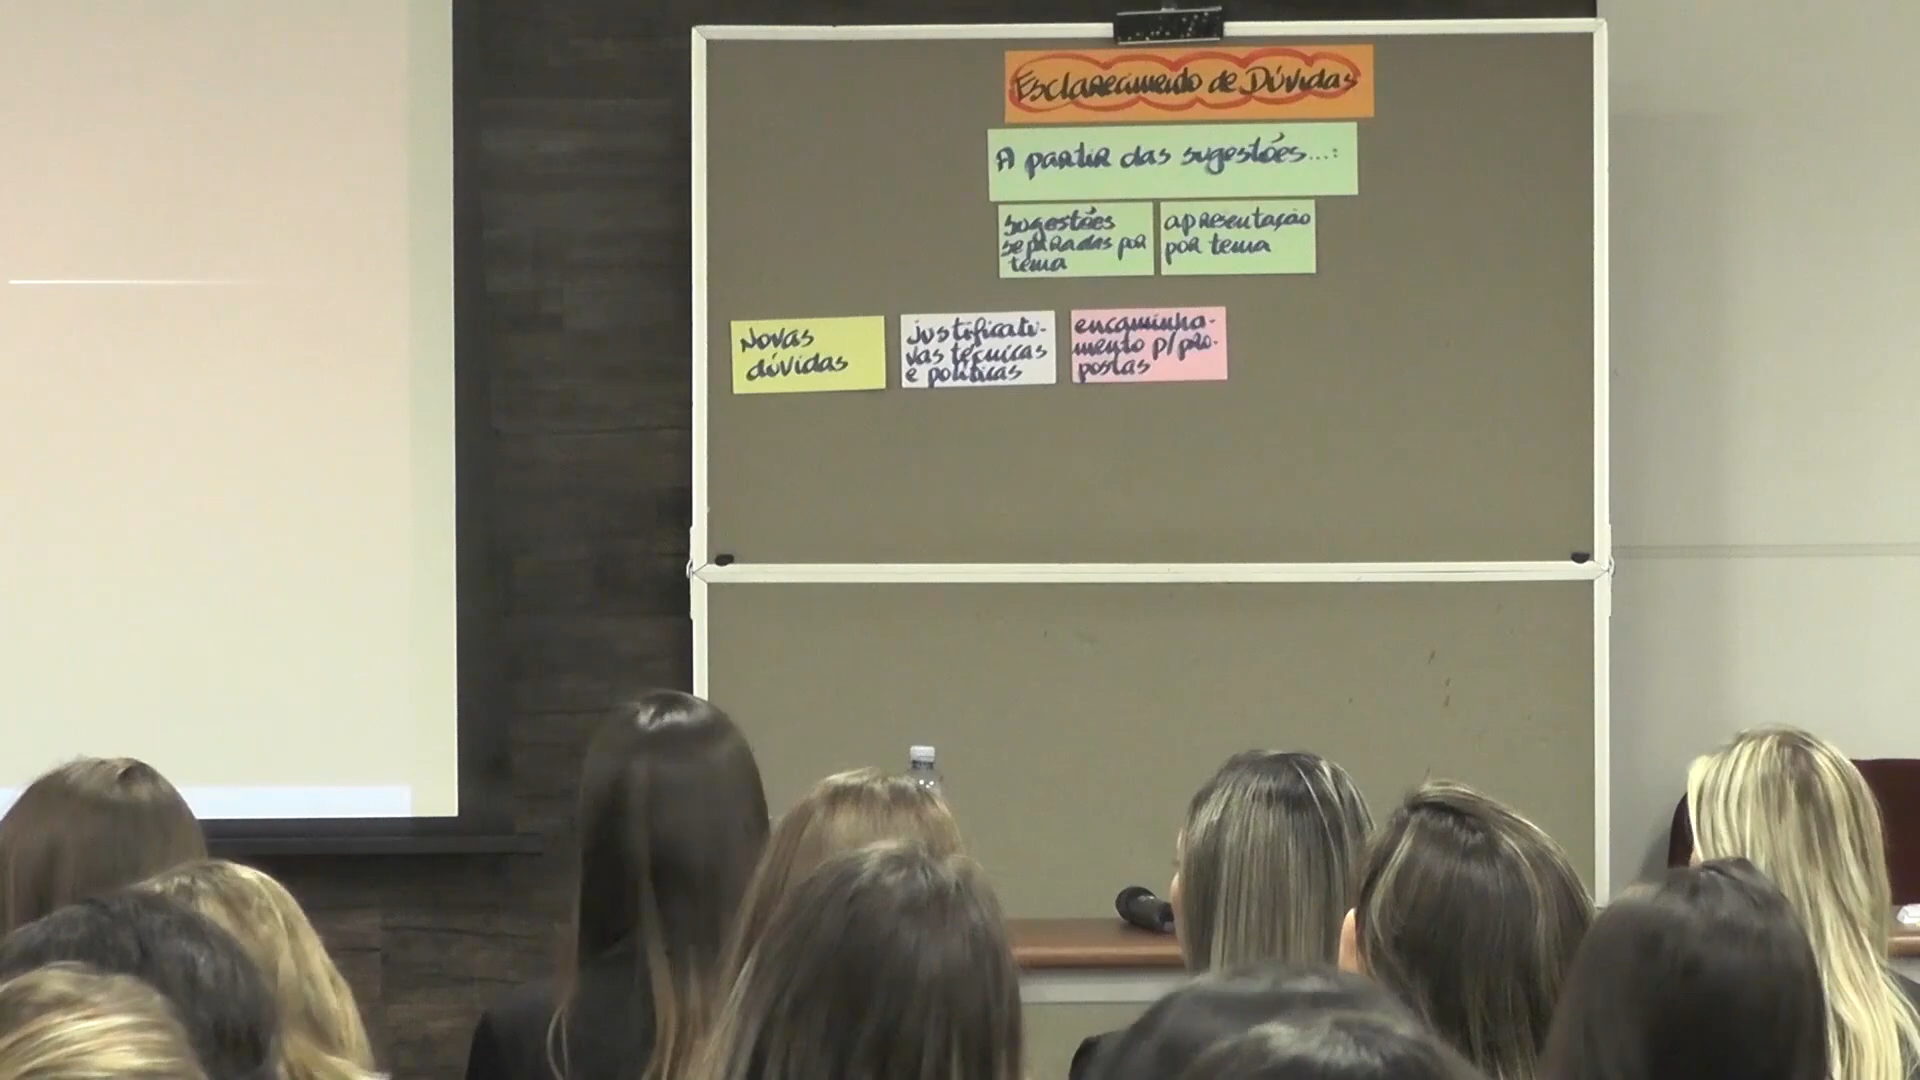 Esclarecimento de Dúvidas
A partir das sugestões...:
sugestões
separadas por
tema
apresentação
por tema
Novas
dúvidas
justificati-
vas técnicas
e políticas
encaminha-
mento p/ pro-
postas